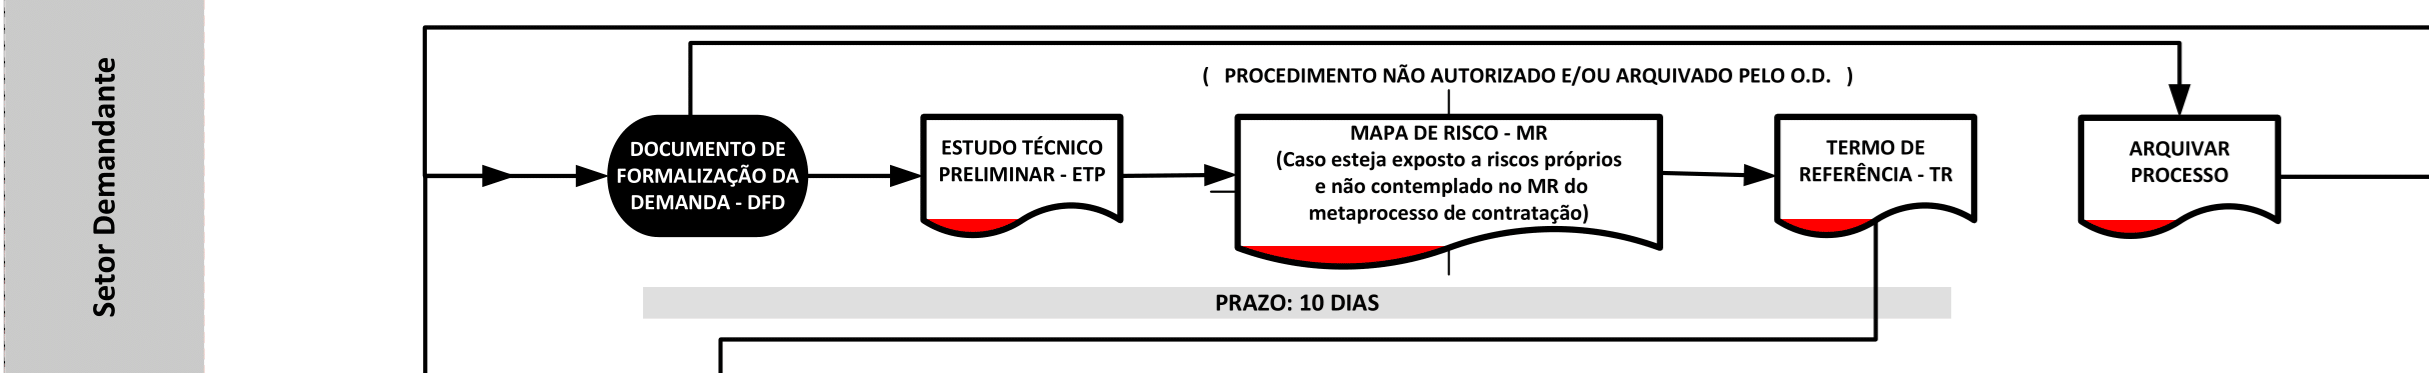 Setor Demandante
( PROCEDIMENTO NÃO AUTORIZADO E/OU ARQUIVADO PELO O.D. )
DOCUMENTO DE
FORMALIZAÇÃO DA
DEMANDA - DFD
ESTUDO TÉCNICO
PRELIMINAR - ETP
MAPA DE RISCO - MR
(Caso esteja exposto a riscos próprios
e não contemplado no MR do
metaprocesso de contratação)
TERMO DE
REFERÊNCIA - TR
ARQUIVAR
PROCESSO
PRAZO: 10 DIAS